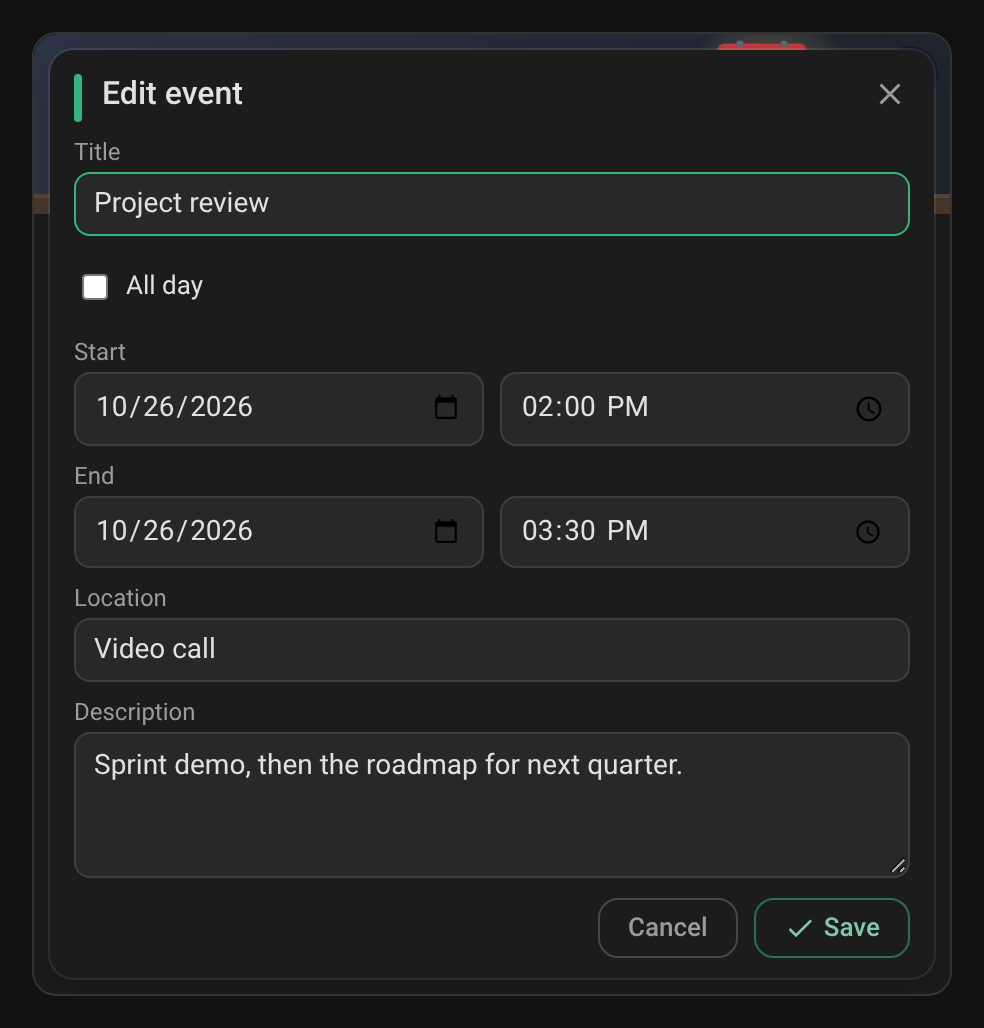 Edit event
Title
Project review
All day
Start
10/26/2026 02:00 PM
End
10/26/2026 03:30 PM
Location
Video call
Description
Sprint demo, then the roadmap for next quarter.
Cancel Save